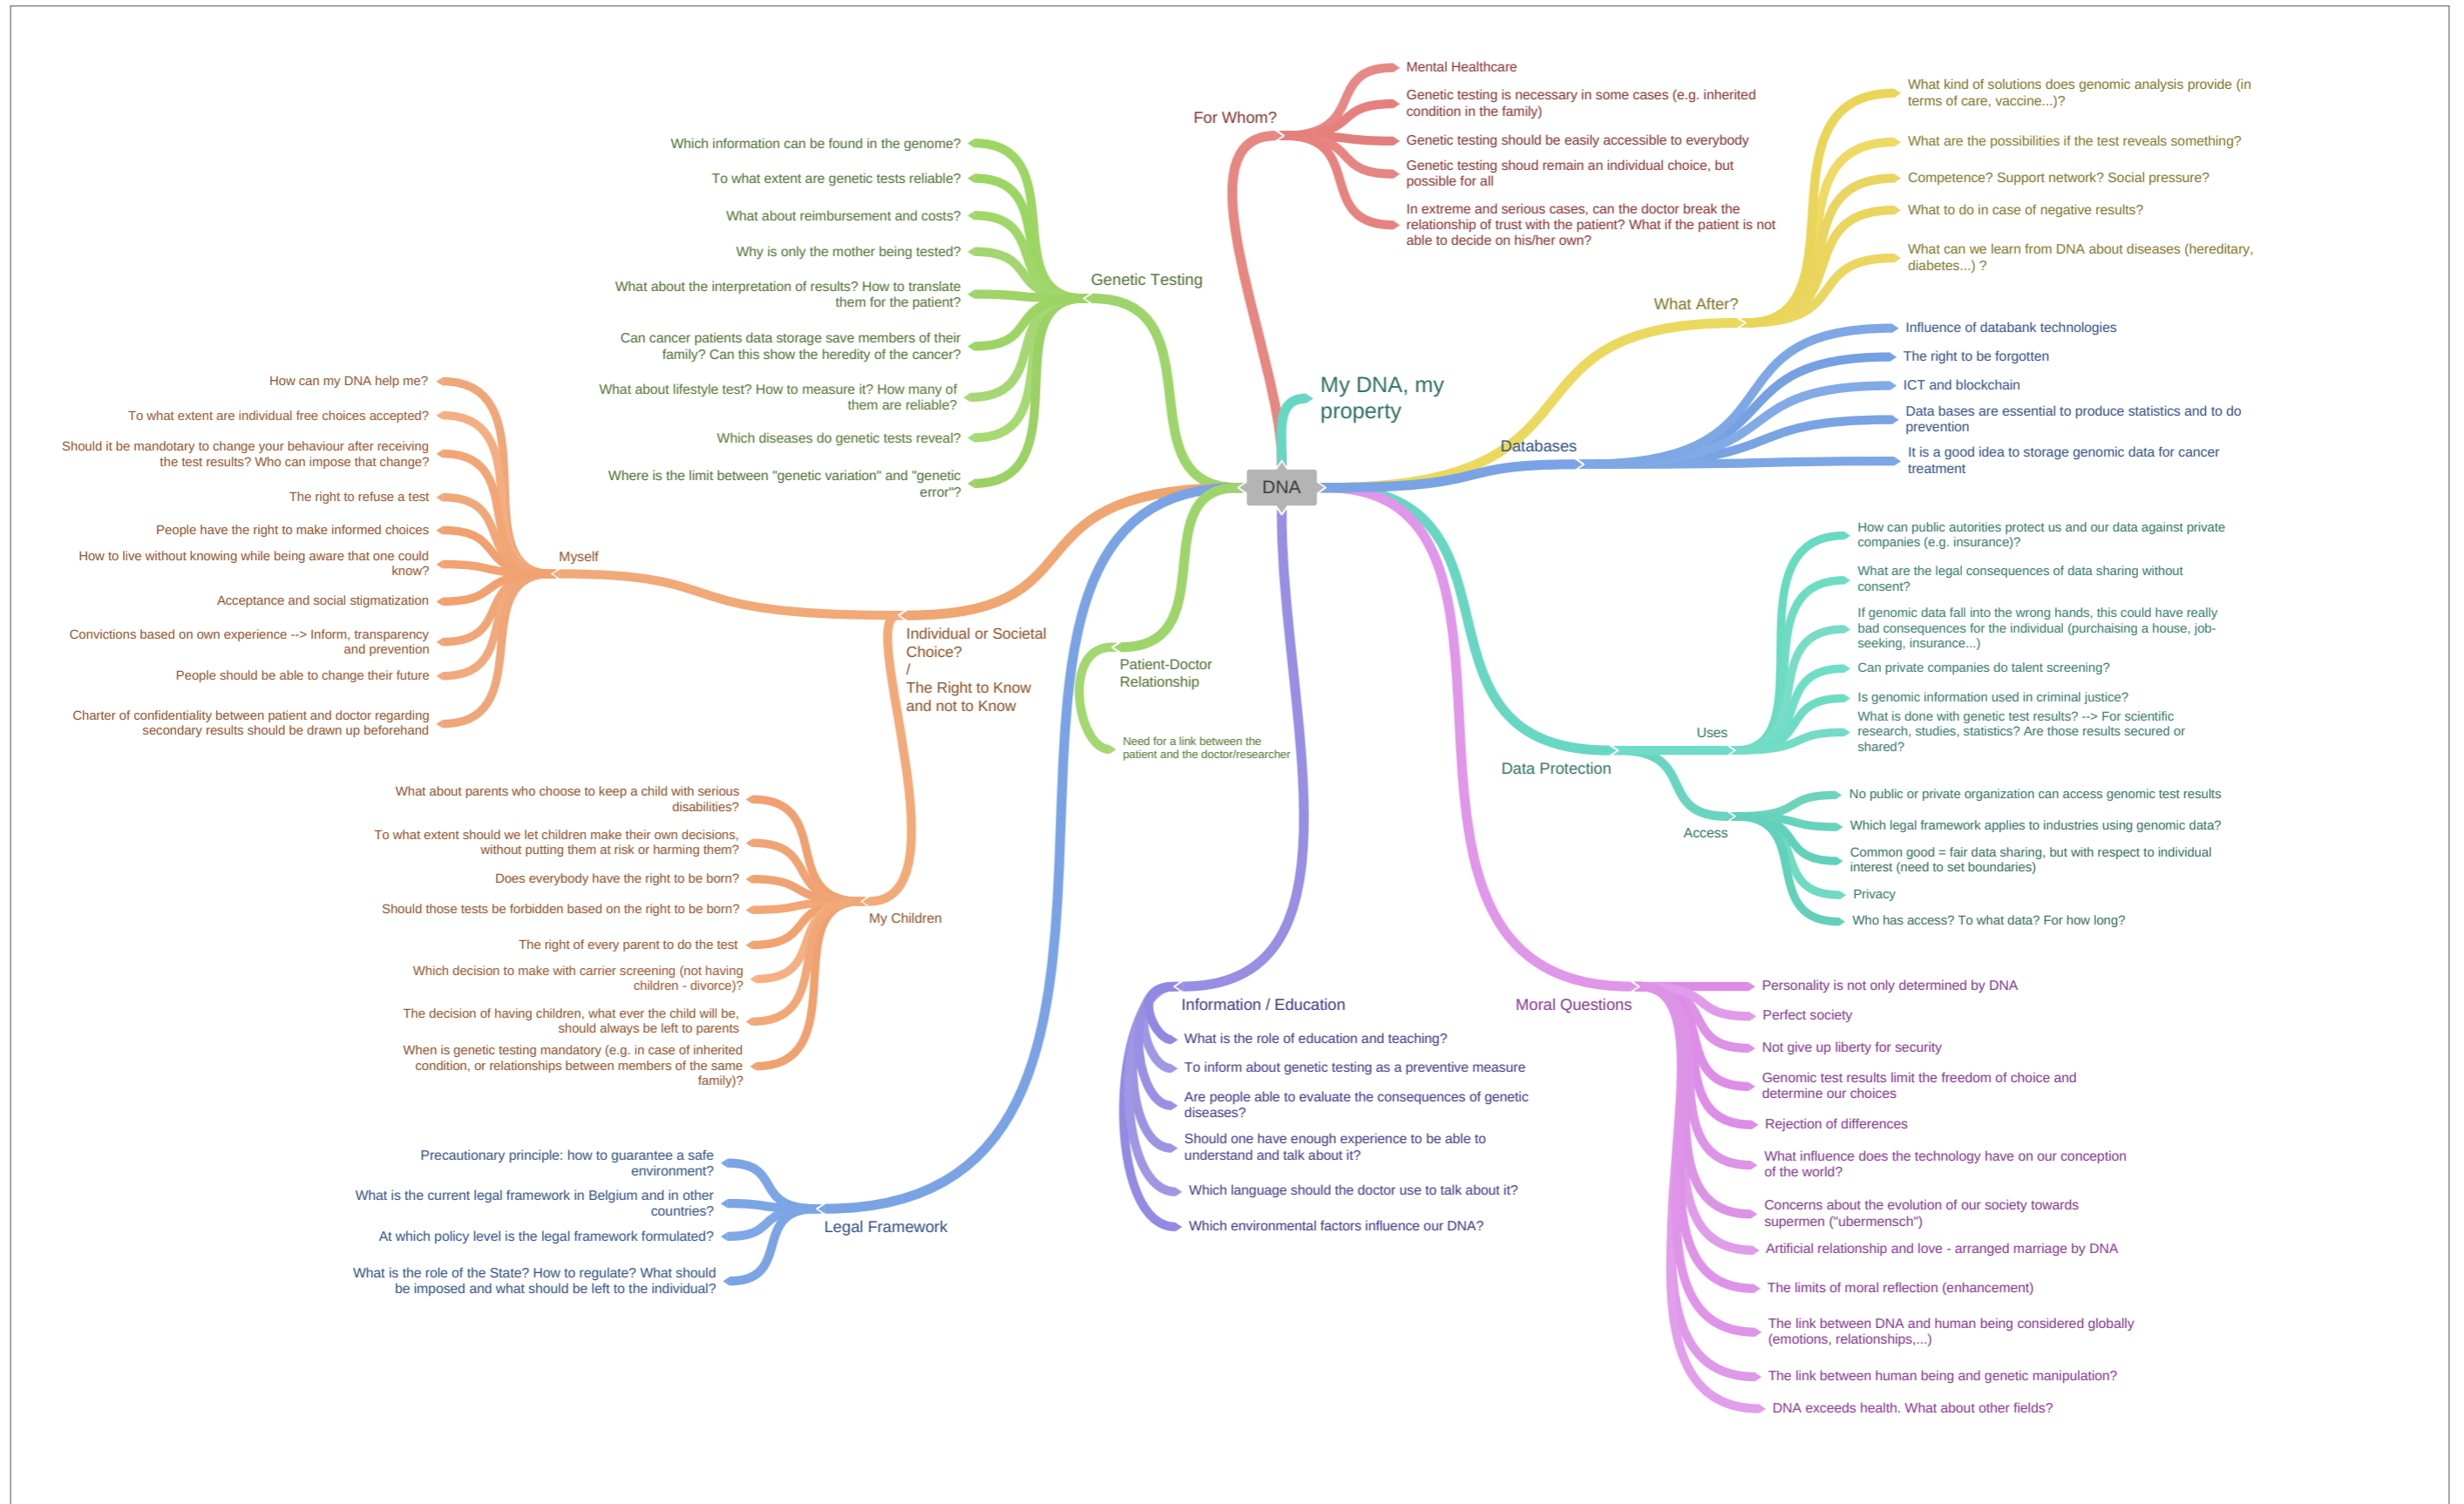 DNA
My DNA, my
property
For Whom?
Mental Healthcare
Genetic testing is necessary in some cases (e.g. inherited
condition in the family)
Genetic testing should be easily accessible to everybody
Genetic testing shoud remain an individual choice, but
possible for all
In extreme and serious cases, can the doctor break the
relationship of trust with the patient? What if the patient is not
able to decide on his/her own?
What After?
What kind of solutions does genomic analysis provide (in
terms of care, vaccine...)?
What are the possibilities if the test reveals something?
Competence? Support network? Social pressure?
What to do in case of negative results?
What can we learn from DNA about diseases (hereditary,
diabetes...) ?
Databases
Influence of databank technologies
The right to be forgotten
ICT and blockchain
Data bases are essential to produce statistics and to do
prevention
It is a good idea to storage genomic data for cancer
treatment
Data Protection
Uses
How can public autorities protect us and our data against private
companies (e.g. insurance)?
What are the legal consequences of data sharing without
consent?
If genomic data fall into the wrong hands, this could have really
bad consequences for the individual (purchaising a house, job-
seeking, insurance...)
Can private companies do talent screening?
Is genomic information used in criminal justice?
What is done with genetic test results? --> For scientific
research, studies, statistics? Are those results secured or
shared?
Access
No public or private organization can access genomic test results
Which legal framework applies to industries using genomic data?
Common good = fair data sharing, but with respect to individual
interest (need to set boundaries)
Privacy
Who has access? To what data? For how long?
Moral Questions
Personality is not only determined by DNA
Perfect society
Not give up liberty for security
Genomic test results limit the freedom of choice and
determine our choices
Rejection of differences
What influence does the technology have on our conception
of the world?
Concerns about the evolution of our society towards
supermen ("ubermensch")
Artificial relationship and love - arranged marriage by DNA
The limits of moral reflection (enhancement)
The link between DNA and human being considered globally
(emotions, relationships,...)
The link between human being and genetic manipulation?
DNA exceeds health. What about other fields?
Information / Education
What is the role of education and teaching?
To inform about genetic testing as a preventive measure
Are people able to evaluate the consequences of genetic
diseases?
Should one have enough experience to be able to
understand and talk about it?
Which language should the doctor use to talk about it?
Which environmental factors influence our DNA?
Genetic Testing
Which information can be found in the genome?
To what extent are genetic tests reliable?
What about reimbursement and costs?
Why is only the mother being tested?
What about the interpretation of results? How to translate
them for the patient?
Can cancer patients data storage save members of their
family? Can this show the heredity of the cancer?
What about lifestyle test? How to measure it? How many of
them are reliable?
Which diseases do genetic tests reveal?
Where is the limit between "genetic variation" and "genetic
error"?
Individual or Societal
Choice?
/
The Right to Know
and not to Know
Myself
How can my DNA help me?
To what extent are individual free choices accepted?
Should it be mandotary to change your behaviour after receiving
the test results? Who can impose that change?
The right to refuse a test
People have the right to make informed choices
How to live without knowing while being aware that one could
know?
Acceptance and social stigmatization
Convictions based on own experience --> Inform, transparency
and prevention
People should be able to change their future
Charter of confidentiality between patient and doctor regarding
secondary results should be drawn up beforehand
My Children
What about parents who choose to keep a child with serious
disabilities?
To what extent should we let children make their own decisions,
without putting them at risk or harming them?
Does everybody have the right to be born?
Should those tests be forbidden based on the right to be born?
The right of every parent to do the test
Which decision to make with carrier screening (not having
children - divorce)?
The decision of having children, what ever the child will be,
should always be left to parents
When is genetic testing mandatory (e.g. in case of inherited
condition, or relationships between members of the same
family)?
Patient-Doctor
Relationship
Need for a link between the
patient and the doctor/researcher
Legal Framework
Precautionary principle: how to guarantee a safe
environment?
What is the current legal framework in Belgium and in other
countries?
At which policy level is the legal framework formulated?
What is the role of the State? How to regulate? What should
be imposed and what should be left to the individual?